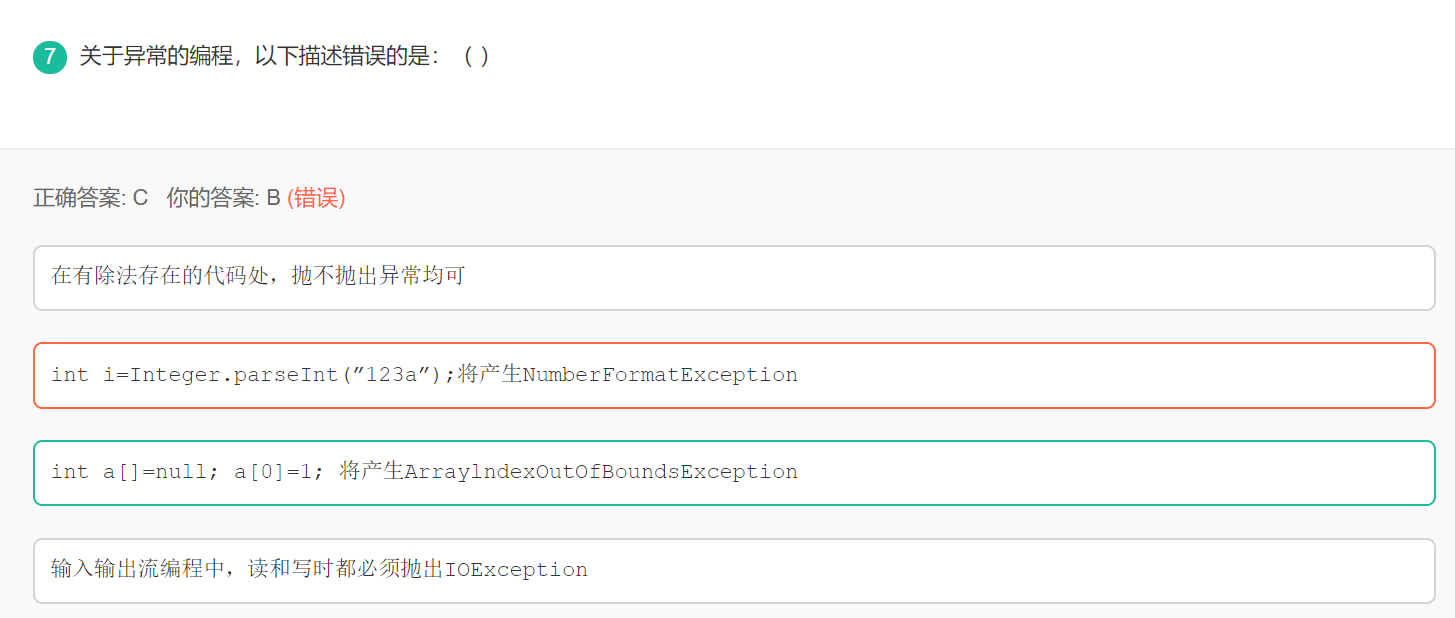 7 关于异常的编程，以下描述错误的是： （ ）
正确答案: C 你的答案: B (错误)
在有除法存在的代码处，抛不抛出异常均可
int i=Integer.parseInt(”123a”);将产生NumberFormatException
int a[]=null; a[0]=1; 将产生ArraylndexOutOfBoundsException
输入输出流编程中，读和写时都必须抛出IOException